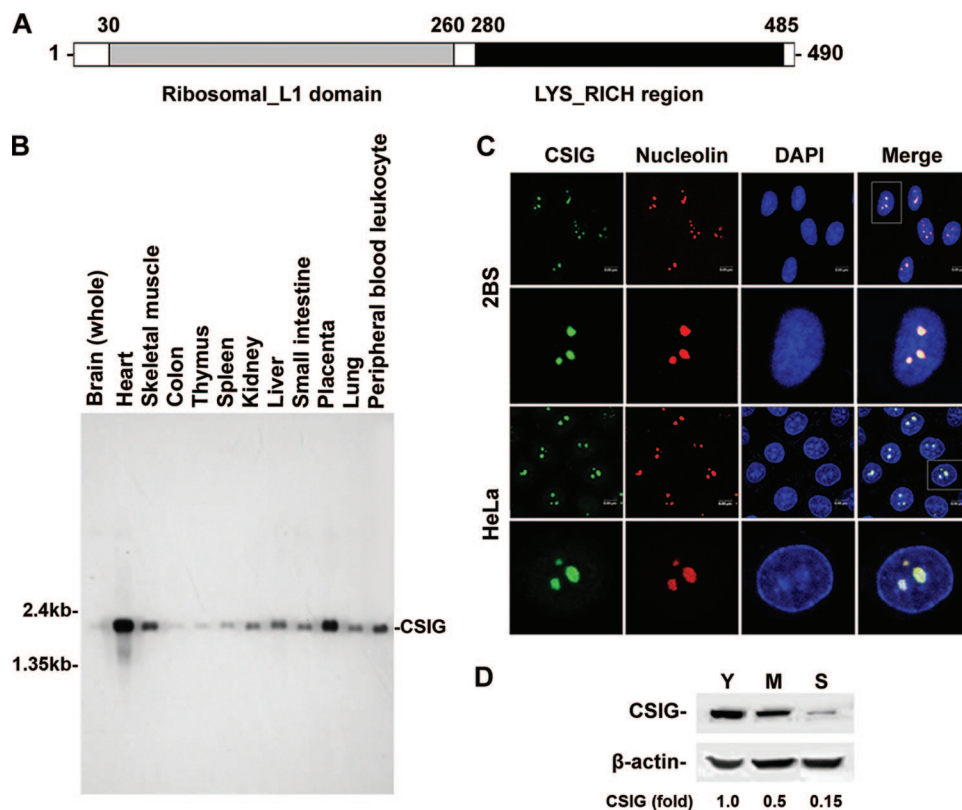 A
30 260 280 485
1 - -490
Ribosomal_L1 domain LYS_RICH region
B
Brain (whole)
Heart
Skeletal muscle
Colon
Thymus
Spleen
Kidney
Liver
Small intestine
Placenta
Lung
Peripheral blood leukocyte
2.4kb-
-CSIG
1.35kb-
C
CSIG Nucleolin DAPI Merge
2BS
HeLa
D
Y M S
CSIG-
β-actin-
CSIG (fold) 1.0 0.5 0.15